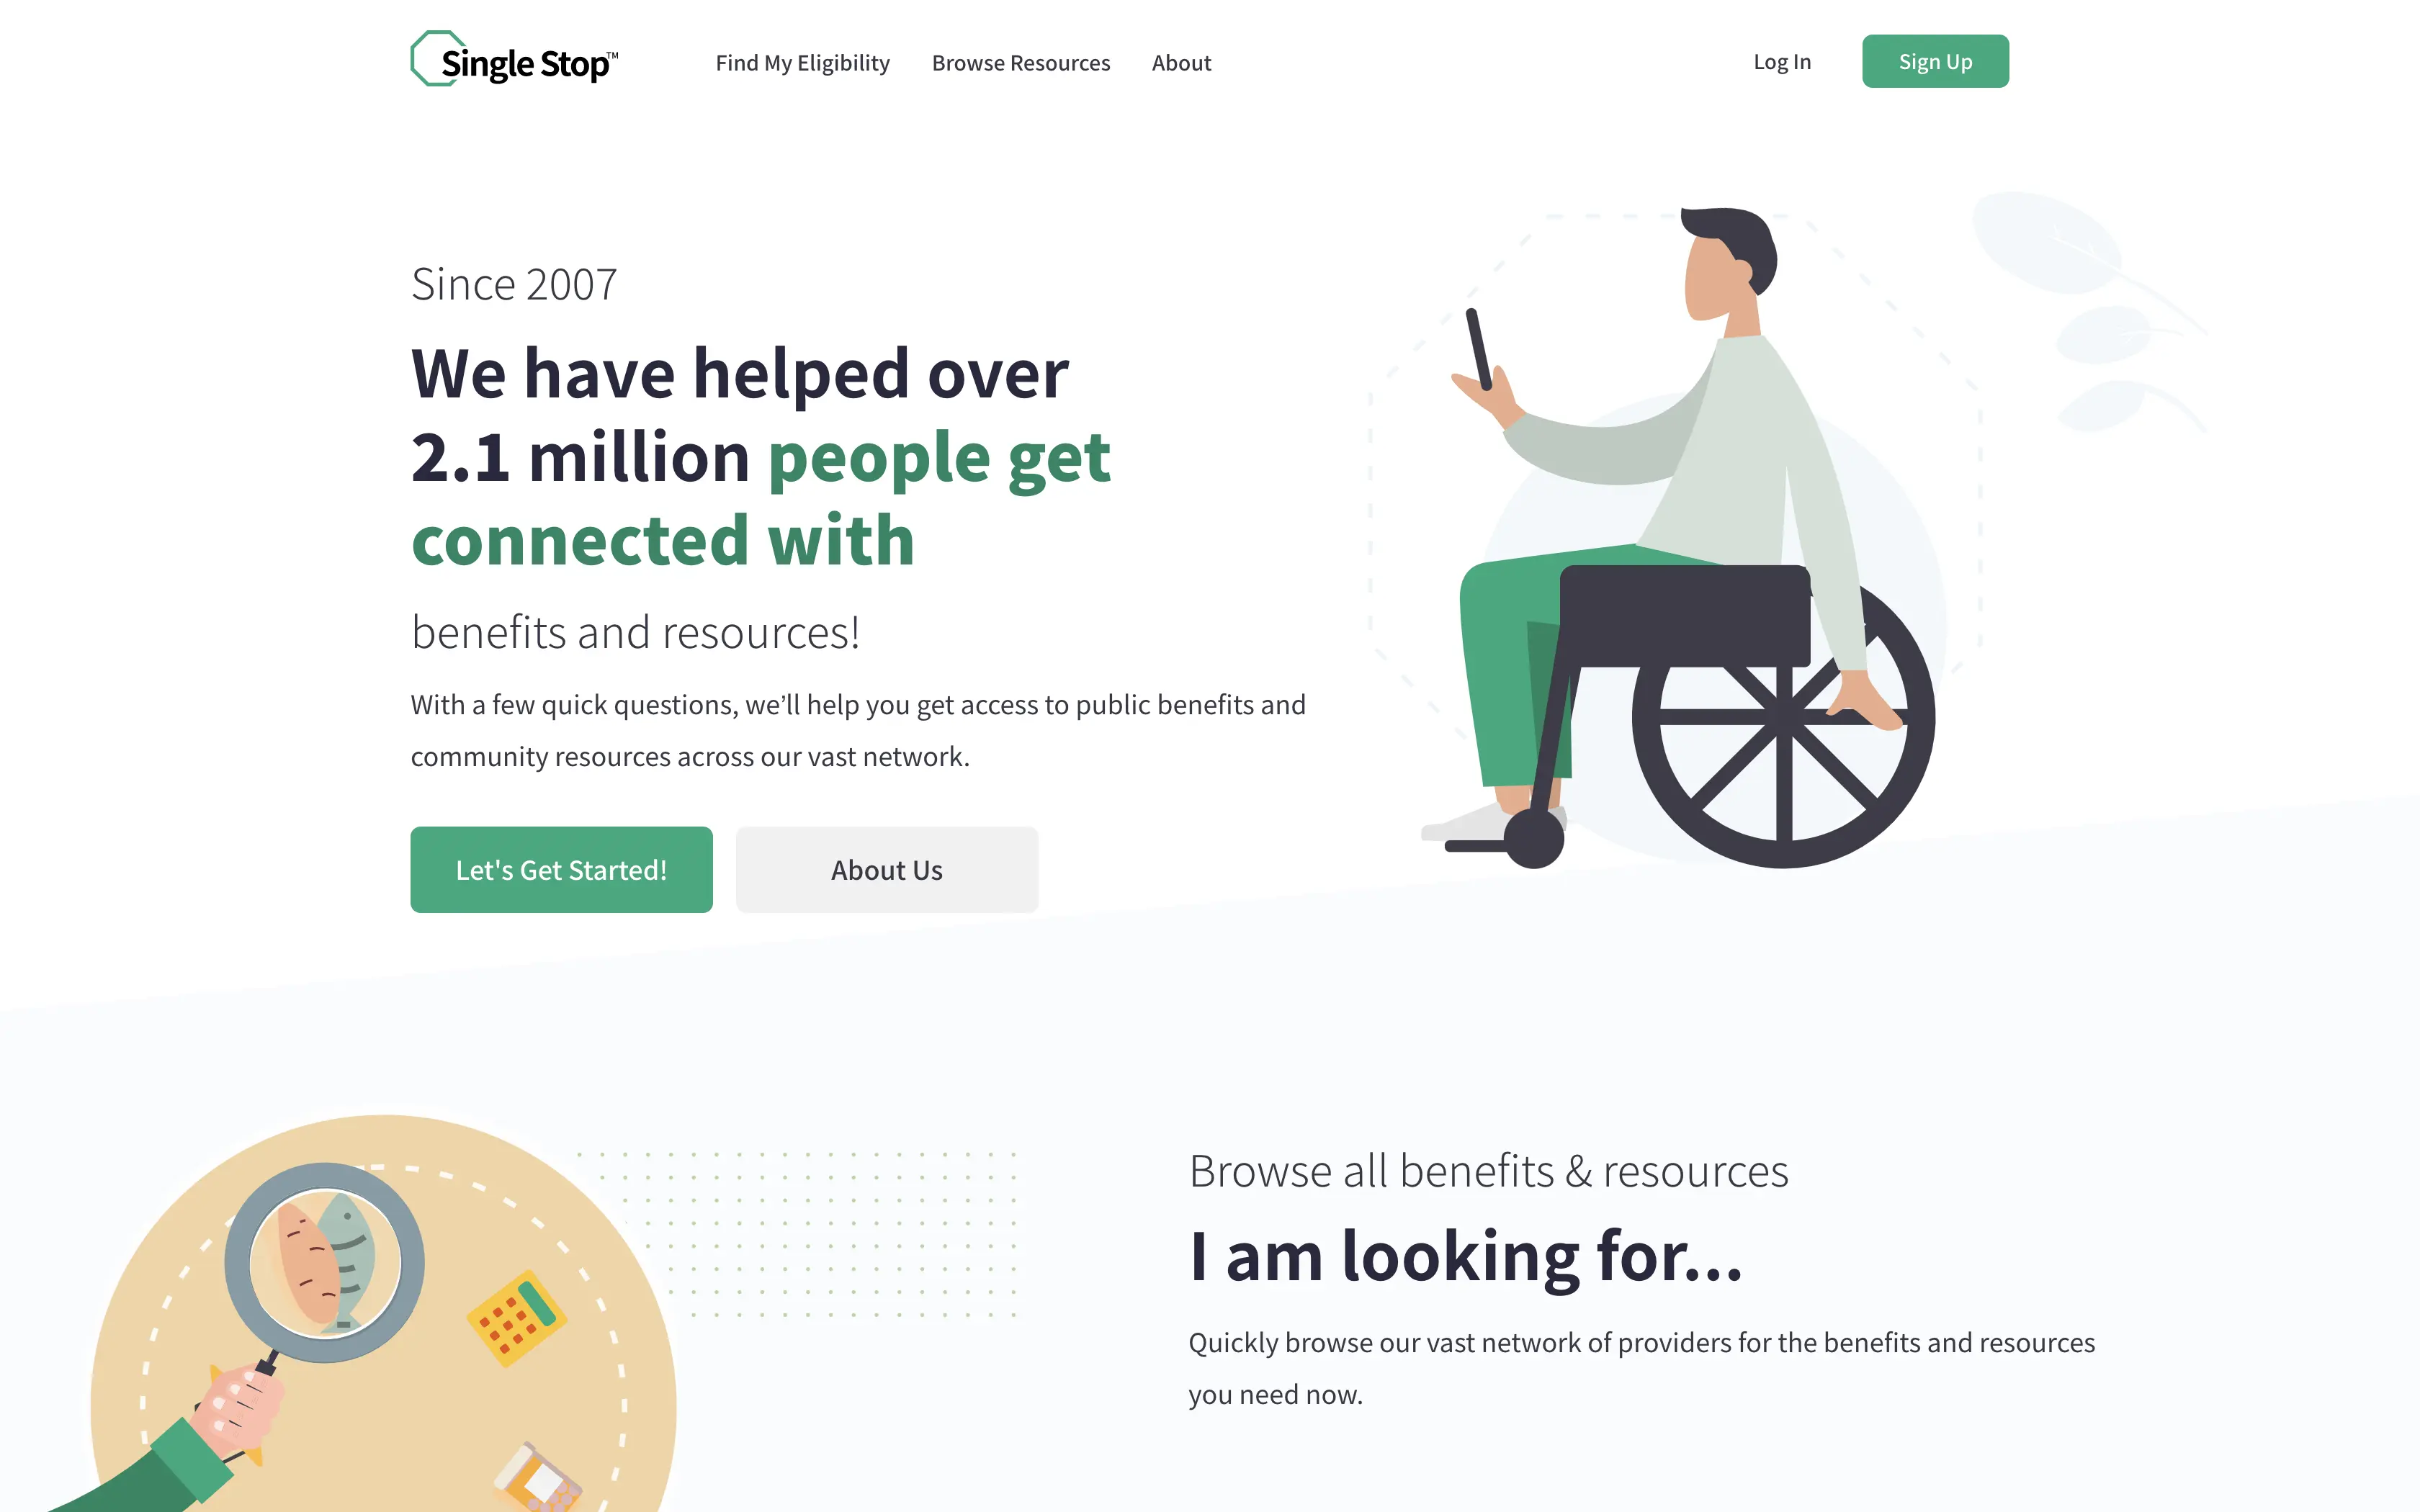 Single Stop™
Find My Eligibility
Browse Resources
About
Log In
Sign Up
Since 2007
We have helped over
2.1 million people get
connected with
benefits and resources!
With a few quick questions, we’ll help you get access to public benefits and
community resources across our vast network.
Let's Get Started!
About Us
Browse all benefits & resources
I am looking for...
Quickly browse our vast network of providers for the benefits and resources
you need now.